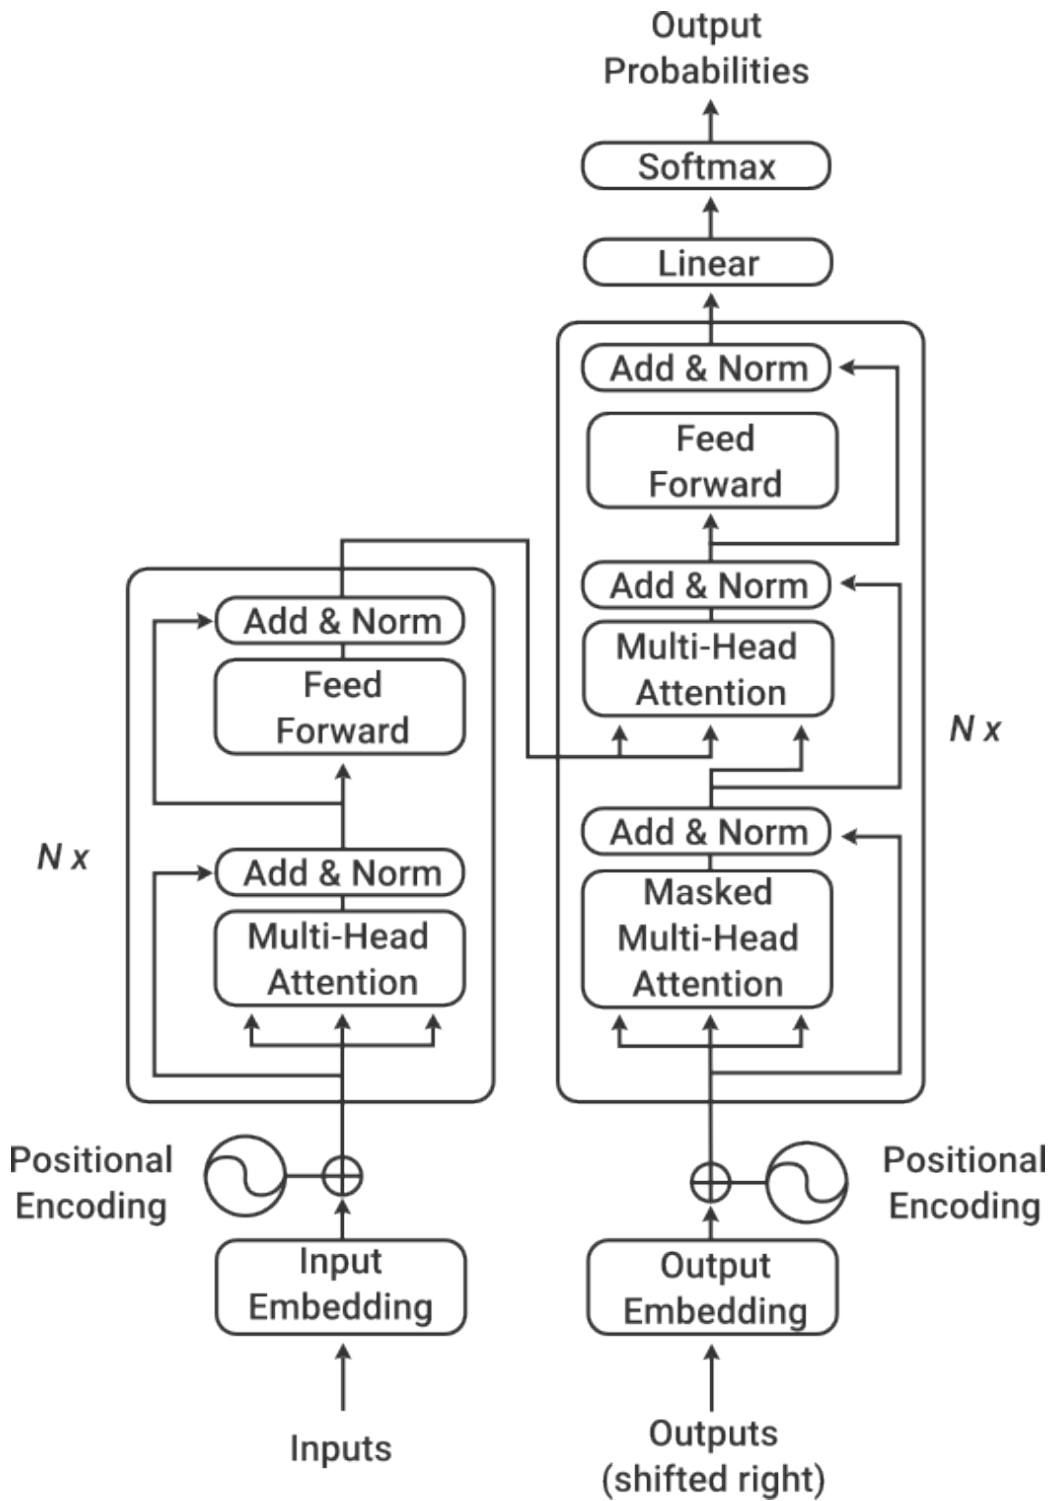 Output
Probabilities
Softmax
Linear
Add & Norm
Feed
Forward
Add & Norm
Multi-Head
Attention
N x
Add & Norm
Masked
Multi-Head
Attention
Add & Norm
Feed
Forward
N x
Add & Norm
Multi-Head
Attention
Positional
Encoding
Positional
Encoding
Input
Embedding
Output
Embedding
Inputs
Outputs
(shifted right)